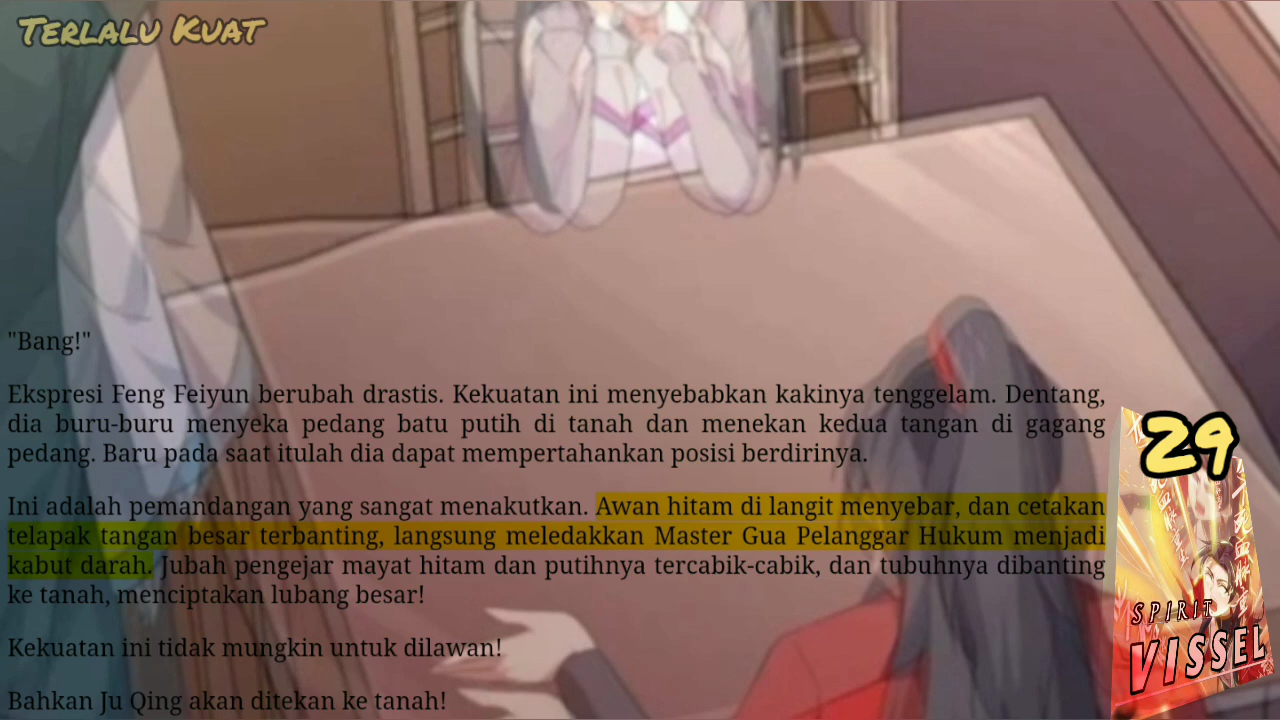 Terlalu Kuat
"Bang!"
Ekspresi Feng Feiyun berubah drastis. Kekuatan ini menyebabkan kakinya tenggelam. Dentang,
dia buru-buru menyeka pedang batu putih di tanah dan menekan kedua tangan di gagang
pedang. Baru pada saat itulah dia dapat mempertahankan posisi berdirinya.
Ini adalah pemandangan yang sangat menakutkan. Awan hitam di langit menyebar, dan cetakan
telapak tangan besar terbanting, langsung meledakkan Master Gua Pelanggar Hukum menjadi
kabut darah. Jubah pengejar mayat hitam dan putihnya tercabik-cabik, dan tubuhnya dibanting
ke tanah, menciptakan lubang besar!
Kekuatan ini tidak mungkin untuk dilawan!
Bahkan Ju Qing akan ditekan ke tanah!
29
SPIRIT
VISSEL